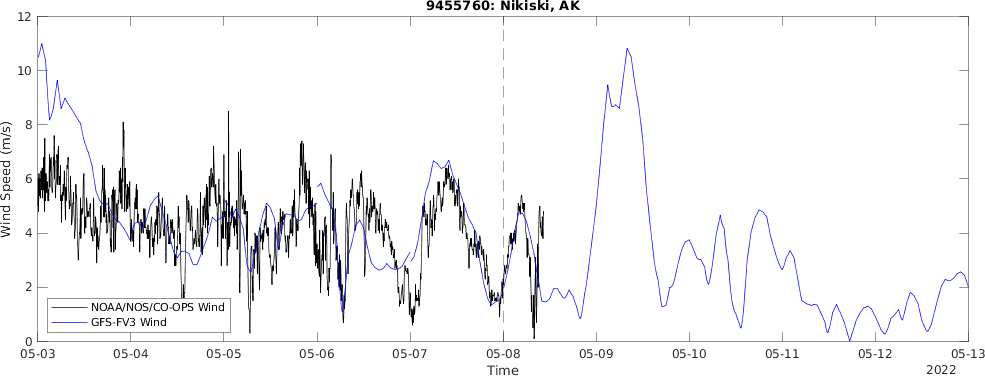 9455760: Nikiski, AK
12
10
8
6
4
2
0
Wind Speed (m/s)
NOAA/NOS/CO-OPS Wind
GFS-FV3 Wind
05-03 05-04 05-05 05-06 05-07 05-08 05-09 05-10 05-11 05-12 05-13
Time
2022